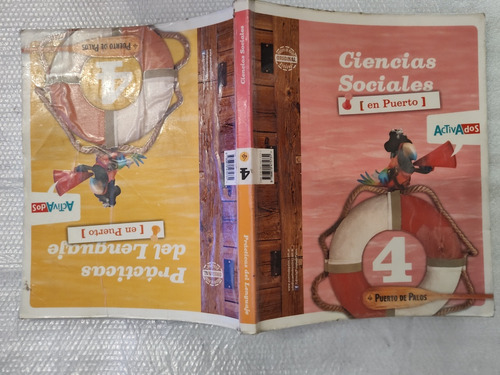 Ciencias
Sociales
[ en Puerto ]
ACTIVADOS
4
PUERTO DE PALOS
Ciencias Sociales
4
Prácticas del Lenguaje
Prácticas
del Lenguaje
[ en Puerto ]
ACTIVADOS
4
PUERTO DE PALOS